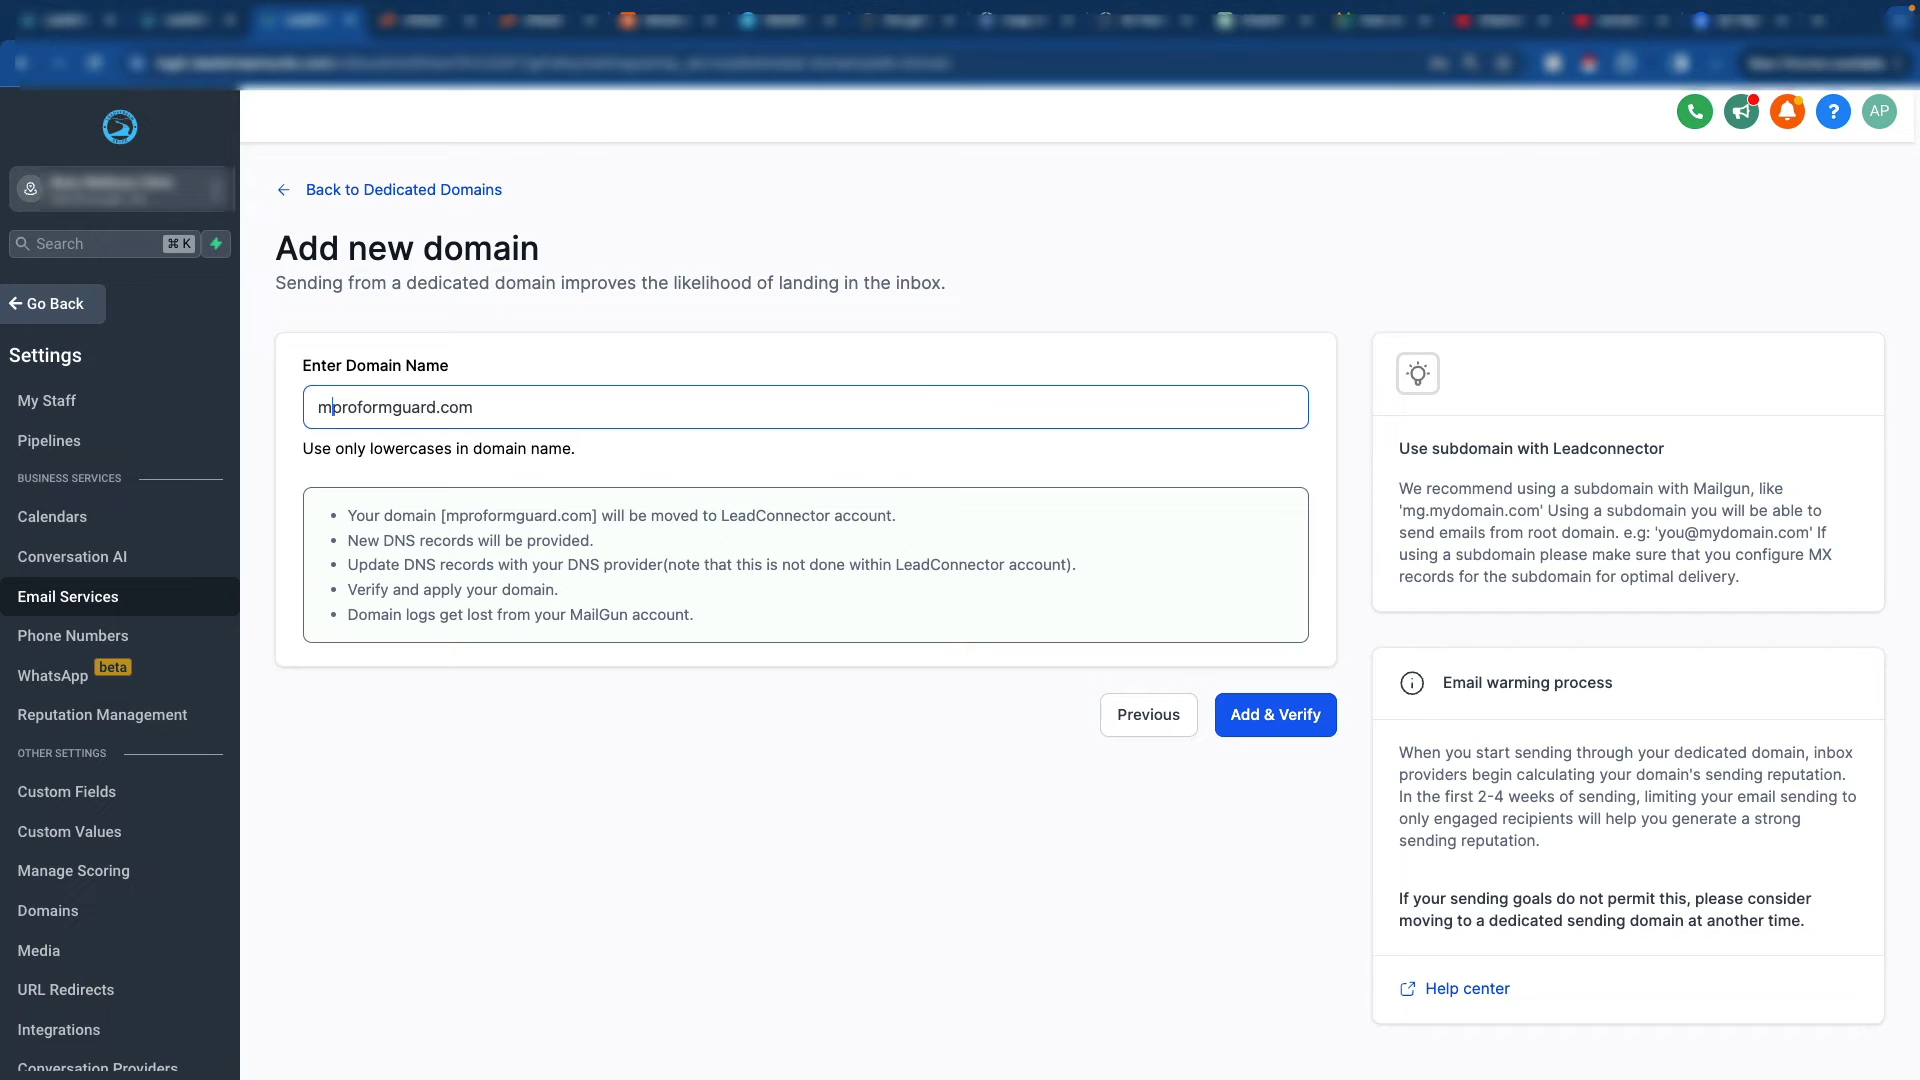 AP
Search
⌘ K
Go Back
Settings
My Staff
Pipelines
BUSINESS SERVICES
Calendars
Conversation AI
Email Services
Phone Numbers
WhatsApp beta
Reputation Management
OTHER SETTINGS
Custom Fields
Custom Values
Manage Scoring
Domains
Media
URL Redirects
Integrations
Conversation Providers
Back to Dedicated Domains
Add new domain
Sending from a dedicated domain improves the likelihood of landing in the inbox.
Enter Domain Name
mproformguard.com
Use only lowercases in domain name.
• Your domain [mproformguard.com] will be moved to LeadConnector account.
• New DNS records will be provided.
• Update DNS records with your DNS provider(note that this is not done within LeadConnector account).
• Verify and apply your domain.
• Domain logs get lost from your MailGun account.
Previous
Add & Verify
Use subdomain with Leadconnector
We recommend using a subdomain with Mailgun, like
'mg.mydomain.com' Using a subdomain you will be able to
send emails from root domain. e.g: 'you@mydomain.com' If
using a subdomain please make sure that you configure MX
records for the subdomain for optimal delivery.
Email warming process
When you start sending through your dedicated domain, inbox
providers begin calculating your domain's sending reputation.
In the first 2-4 weeks of sending, limiting your email sending to
only engaged recipients will help you generate a strong
sending reputation.
If your sending goals do not permit this, please consider
moving to a dedicated sending domain at another time.
Help center